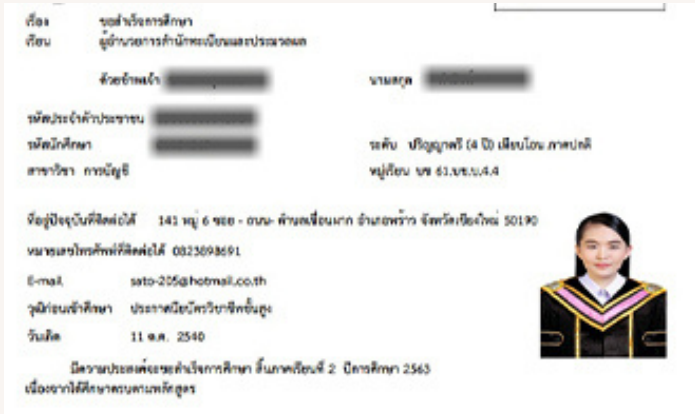 เรื่อง ขอสำเร็จการศึกษา
เรียน ผู้อำนวยการสำนักทะเบียนและประมวลผล
ด้วยข้าพเจ้า นามสกุล
รหัสประจำตัวประชาชน
รหัสนักศึกษา ระดับ ปริญญาตรี (4 ปี) เทียบโอน ภาคปกติ
สาขาวิชา การบัญชี หมู่เรียน บช 61.บช.บ.4.4
ที่อยู่ปัจจุบันที่ติดต่อได้ 141 หมู่ 6 ซอย - ถนน- ตำบลเขื่อนผาก อำเภอพร้าว จังหวัดเชียงใหม่ 50190
หมายเลขโทรศัพท์ที่ติดต่อได้ 0823898691
E-mail sato-205@hotmail.co.th
วุฒิก่อนเข้าศึกษา ประกาศนียบัตรวิชาชีพชั้นสูง
วันเกิด 11 ต.ค. 2540
มีความประสงค์จะขอสำเร็จการศึกษา สิ้นภาคเรียนที่ 2 ปีการศึกษา 2563
เนื่องจากได้ศึกษาครบตามหลักสูตร